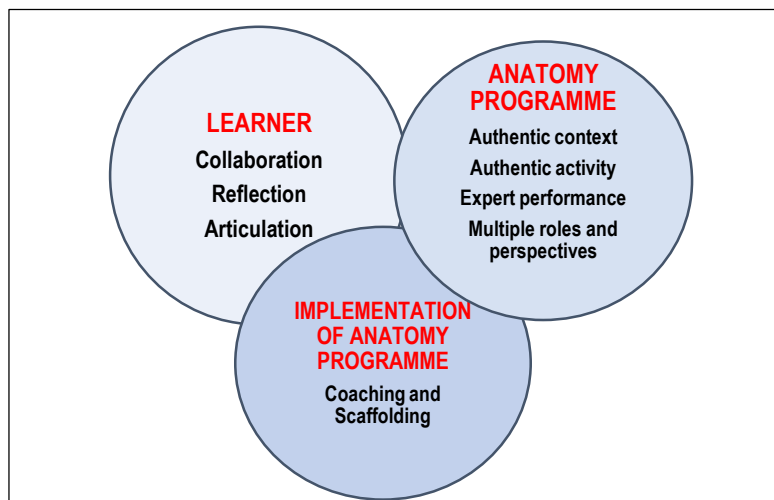 LEARNER
Collaboration
Reflection
Articulation
ANATOMY
PROGRAMME
Authentic context
Authentic activity
Expert performance
Multiple roles and
perspectives
IMPLEMENTATION
OF ANATOMY
PROGRAMME
Coaching and
Scaffolding